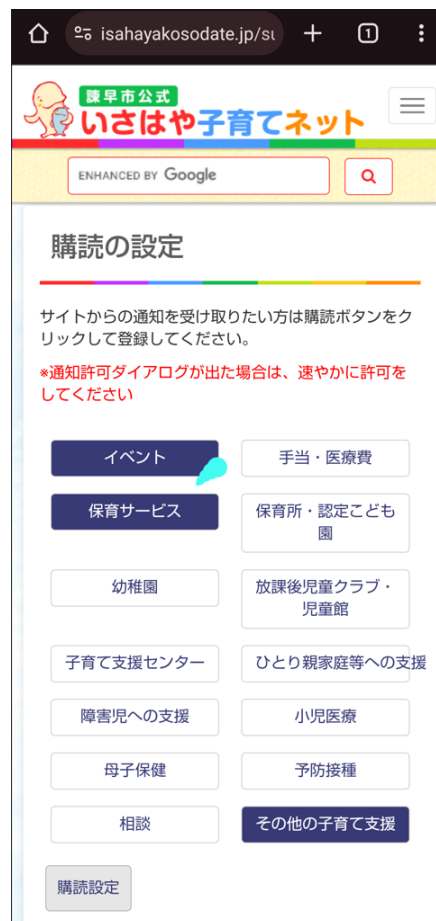 isahayakosodate.jp/su
1
諫早市公式
いさはや子育てネット
ENHANCED BY Google
購読の設定
サイトからの通知を受け取りたい方は購読ボタンをク
リックして登録してください。
*通知許可ダイアログが出た場合は、速やかに許可を
してください
イベント
手当・医療費
保育サービス
保育所・認定こども
園
幼稚園
放課後児童クラブ・
児童館
子育て支援センター
ひとり親家庭等への支援
障害児への支援
小児医療
母子保健
予防接種
相談
その他の子育て支援
購読設定